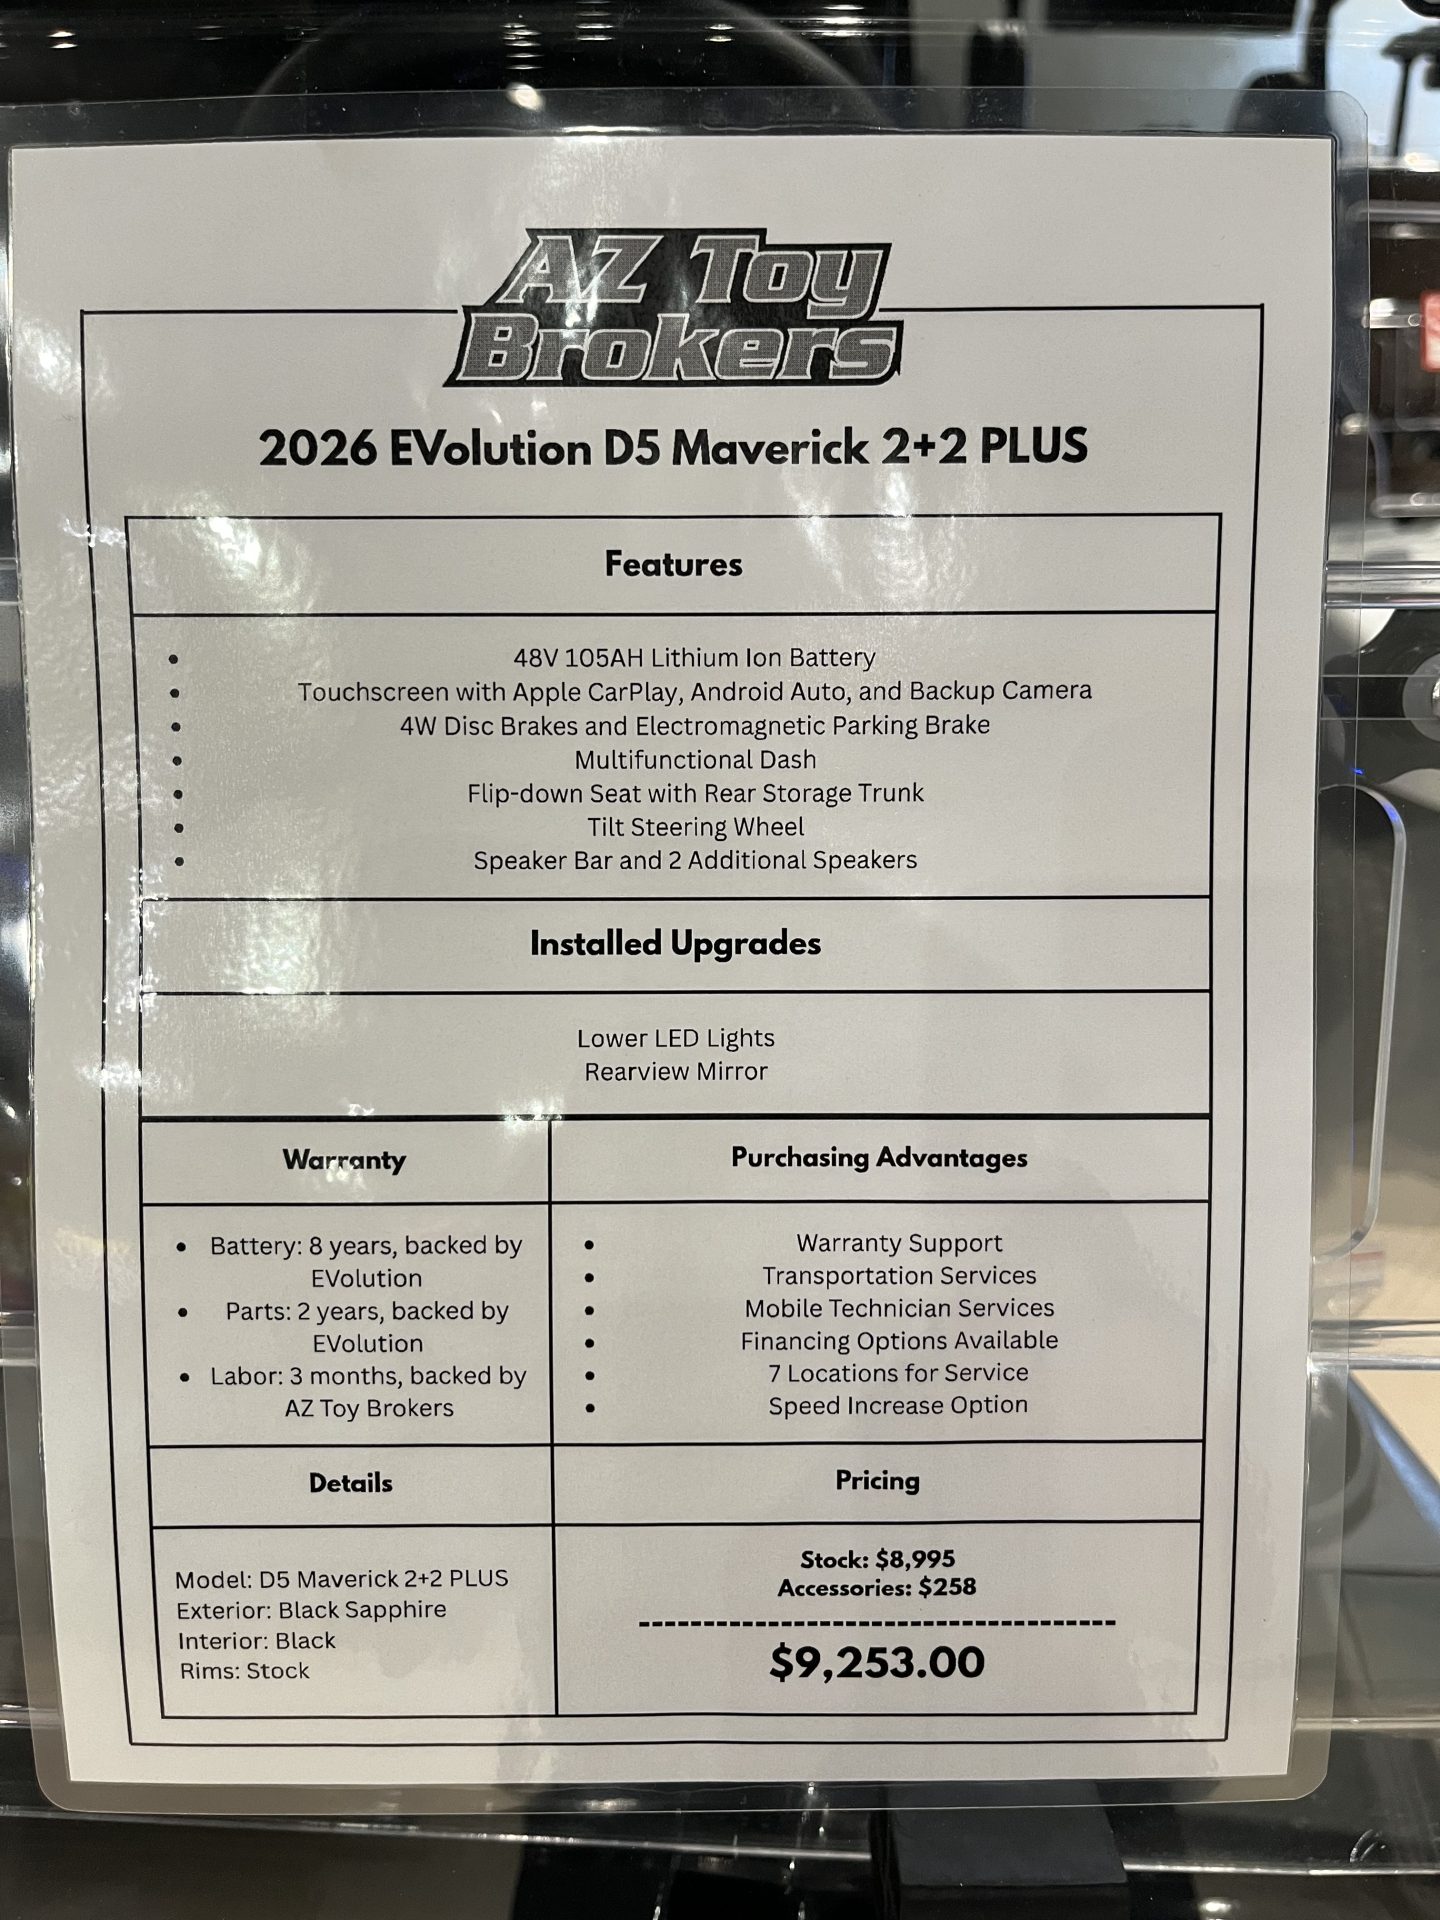 AZ Toy
Brokers
2026 EVolution D5 Maverick 2+2 PLUS
Features
• 48V 105AH Lithium Ion Battery
• Touchscreen with Apple CarPlay, Android Auto, and Backup Camera
• 4W Disc Brakes and Electromagnetic Parking Brake
• Multifunctional Dash
• Flip-down Seat with Rear Storage Trunk
• Tilt Steering Wheel
• Speaker Bar and 2 Additional Speakers
Installed Upgrades
Lower LED Lights
Rearview Mirror
Warranty
• Battery: 8 years, backed by
EVolution
• Parts: 2 years, backed by
EVolution
• Labor: 3 months, backed by
AZ Toy Brokers
Purchasing Advantages
• Warranty Support
• Transportation Services
• Mobile Technician Services
• Financing Options Available
• 7 Locations for Service
• Speed Increase Option
Details
Model: D5 Maverick 2+2 PLUS
Exterior: Black Sapphire
Interior: Black
Rims: Stock
Pricing
Stock: $8,995
Accessories: $258
$9,253.00